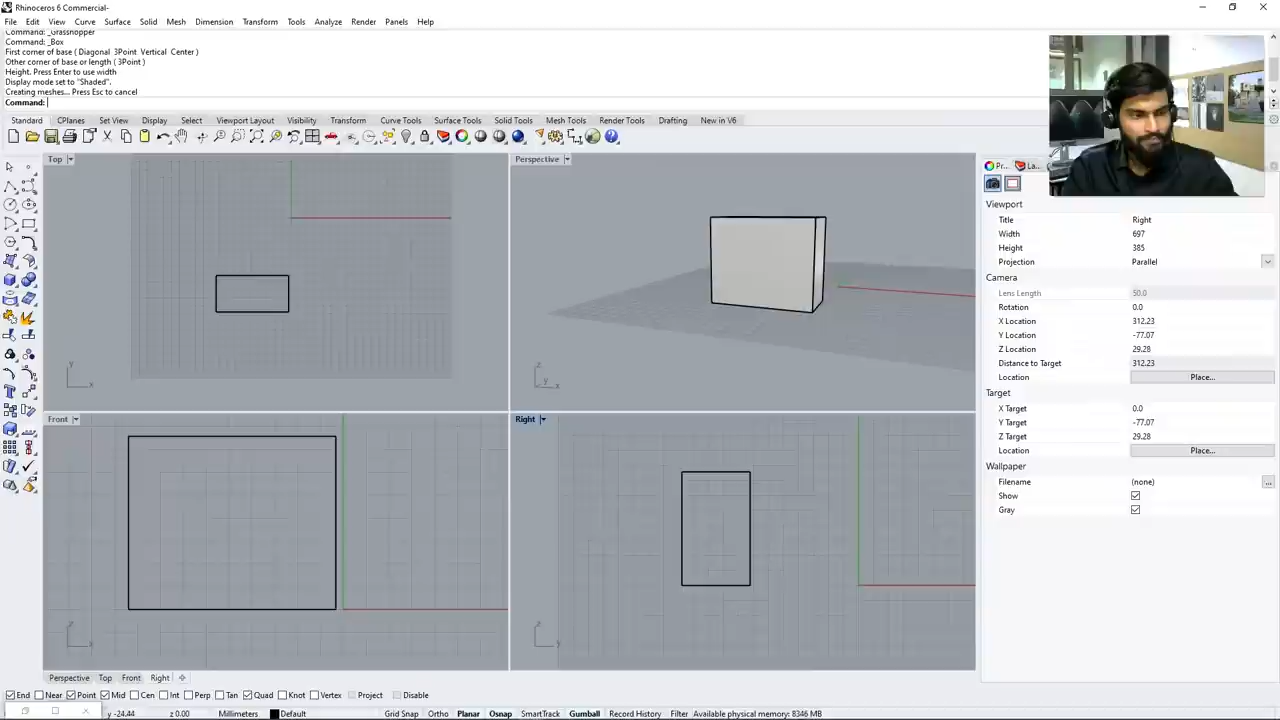 Rhinoceros 6 Commercial-
File Edit View Curve Surface Solid Mesh Dimension Transform Tools Analyze Render Panels Help
Command: _Grasshopper
Command: _Box
First corner of base ( Diagonal 3Point Vertical Center )
Other corner of base or length ( 3Point )
Height. Press Enter to use width
Display mode set to "Shaded".
Creating meshes... Press Esc to cancel
Command:
Standard CPlanes Set View Display Select Viewport Layout Visibility Transform Curve Tools Surface Tools Solid Tools Mesh Tools Render Tools Drafting New in V6
Top
Perspective
Front
Right
y
x
z
y
x
z
x
z
y
Pr... La...
Viewport
Title Right
Width 697
Height 385
Projection Parallel
Camera
Lens Length 50.0
Rotation 0.0
X Location 312.23
Y Location -77.07
Z Location 29.28
Distance to Target 312.23
Location Place...
Target
X Target 0.0
Y Target -77.07
Z Target 29.28
Location Place...
Wallpaper
Filename (none) ...
Show
Gray
Perspective Top Front Right
End Near Point Mid Cen Int Perp Tan Quad Knot Vertex Project Disable
y -24.44 z 0.00 Millimeters Default Grid Snap Ortho Planar Osnap SmartTrack Gumball Record History Filter Available physical memory: 8346 MB